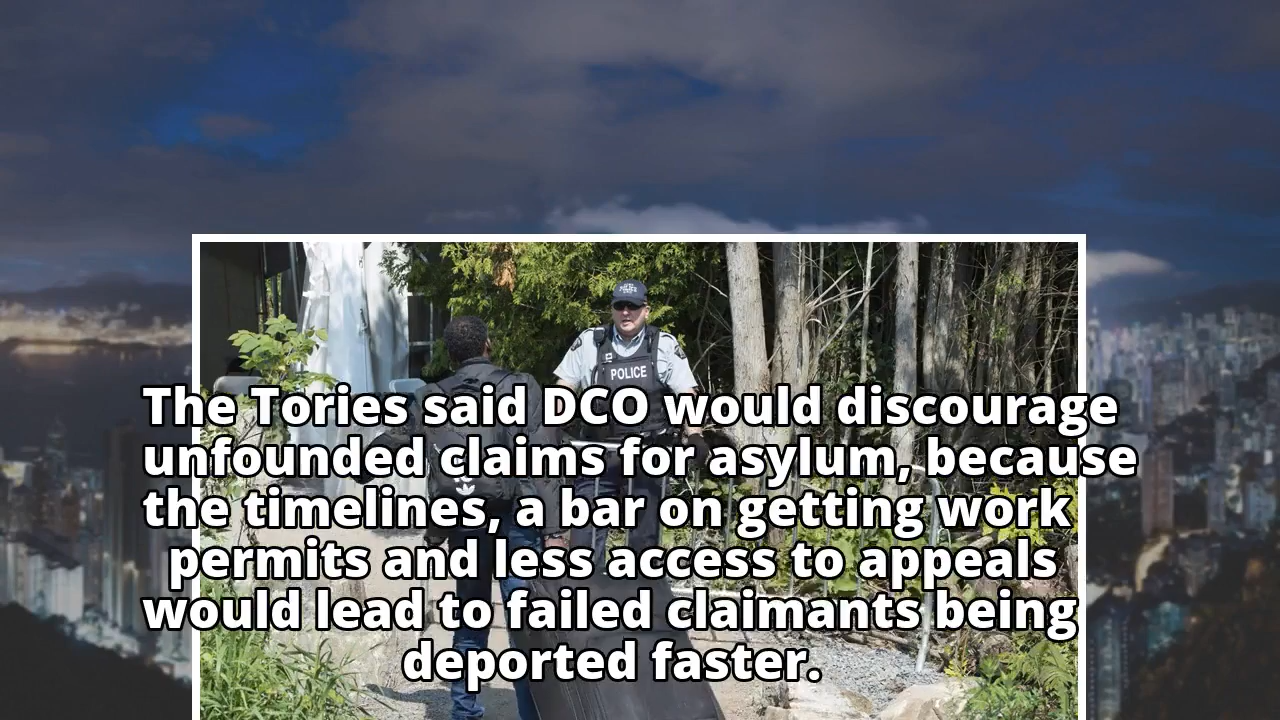 POLICE
The Tories said DCO would discourage
unfounded claims for asylum, because
the timelines, a bar on getting work
permits and less access to appeals
would lead to failed claimants being
deported faster.